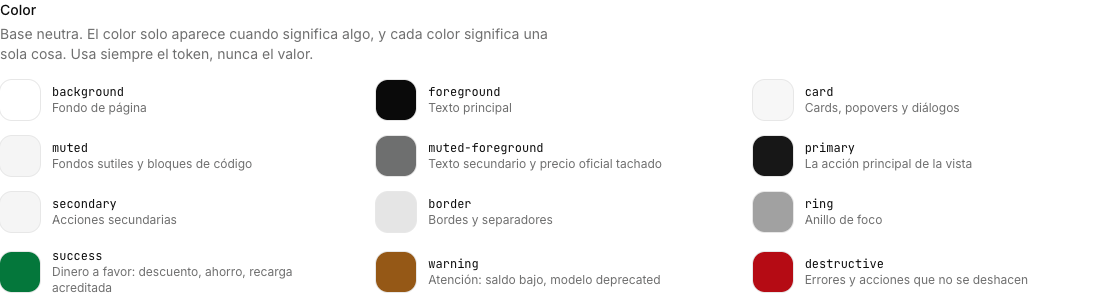 Color
Base neutra. El color solo aparece cuando significa algo, y cada color significa una
sola cosa. Usa siempre el token, nunca el valor.
background
Fondo de página
foreground
Texto principal
card
Cards, popovers y diálogos
muted
Fondos sutiles y bloques de código
muted-foreground
Texto secundario y precio oficial tachado
primary
La acción principal de la vista
secondary
Acciones secundarias
border
Bordes y separadores
ring
Anillo de foco
success
Dinero a favor: descuento, ahorro, recarga
acreditada
warning
Atención: saldo bajo, modelo deprecated
destructive
Errores y acciones que no se deshacen